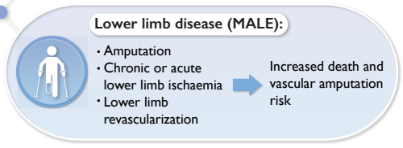 Lower limb disease (MALE):
• Amputation
• Chronic or acute
lower limb ischaemia
• Lower limb
revascularization
Increased death and
vascular amputation
risk